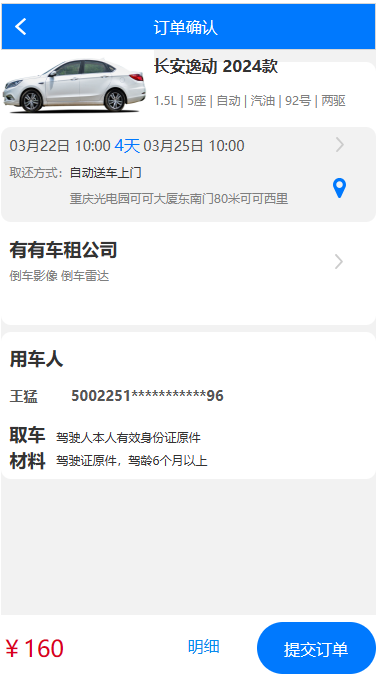 订单确认
长安逸动 2024款
1.5L | 5座 | 自动 | 汽油 | 92号 | 两驱
03月22日 10:00 4天 03月25日 10:00
取还方式：自动送车上门
重庆光电园可可大厦东南门80米可可西里
有有车租公司
倒车影像 倒车雷达
用车人
王猛 5002251***********96
取车 驾驶人本人有效身份证原件
材料 驾驶证原件，驾龄6个月以上
￥160 明细 提交订单